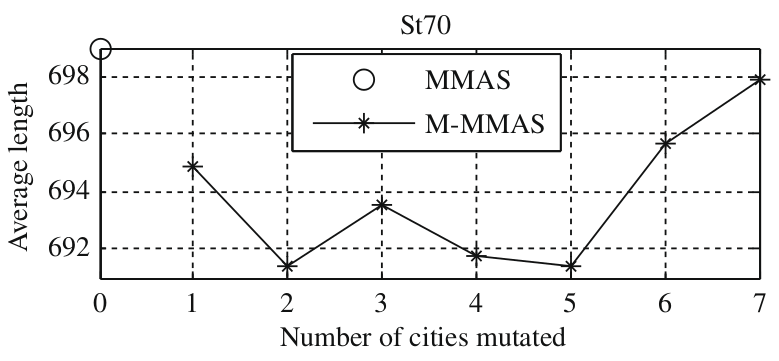 St70
MMAS
M-MMAS
Average length
698
696
694
692
0 1 2 3 4 5 6 7
Number of cities mutated